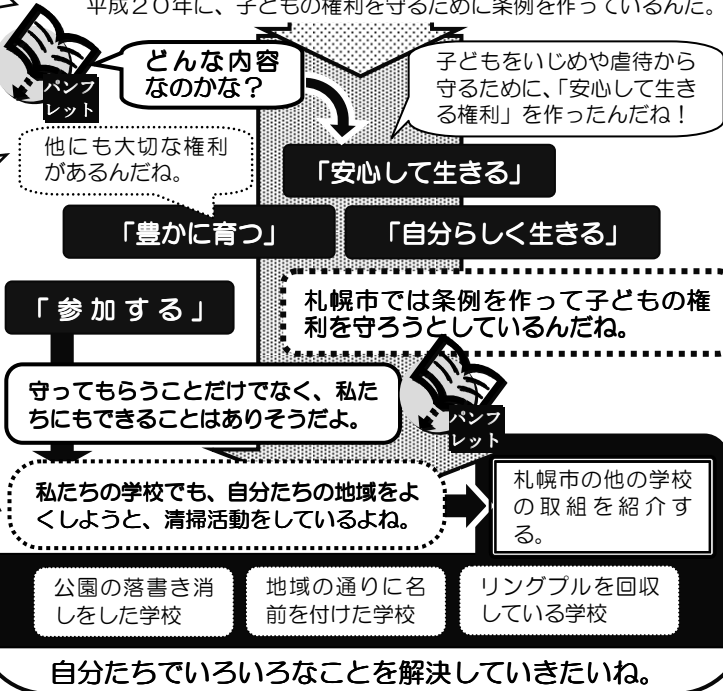 平成２０年に、子どもの権利を守るために条例を作っているんだ。
パンフ
レット
どんな内容
なのかな？
子どもをいじめや虐待から
守るために、「安心して生き
る権利」を作ったんだね！
他にも大切な権利
があるんだね。
「安心して生きる」
「豊かに育つ」
「自分らしく生きる」
「参加する」
札幌市では条例を作って子どもの権
利を守ろうとしているんだね。
守ってもらうことだけでなく、私た
ちにもできることはありそうだよ。
パンフ
レット
私たちの学校でも、自分たちの地域をよ
くしようと、清掃活動をしているよね。
札幌市の他の学校
の取組を紹介す
る。
公園の落書き消
しをした学校
地域の通りに名
前を付けた学校
リングプルを回収
している学校
自分たちでいろいろなことを解決していきたいね。